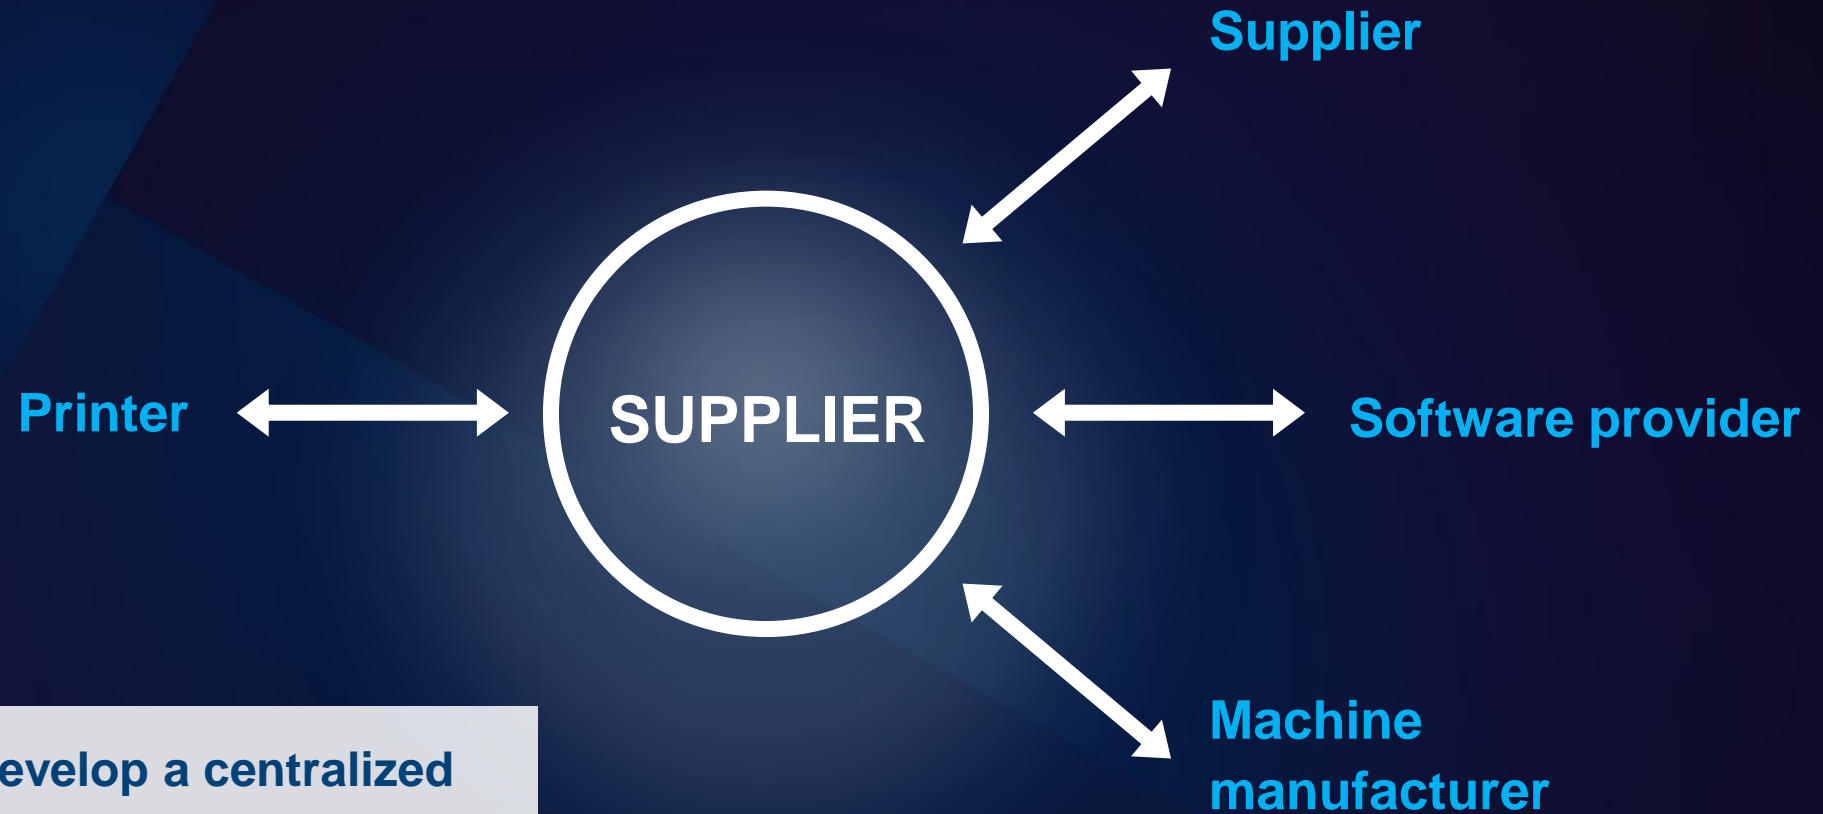 Supplier
Printer
SUPPLIER
Software provider
Machine
manufacturer
evelop a centralized